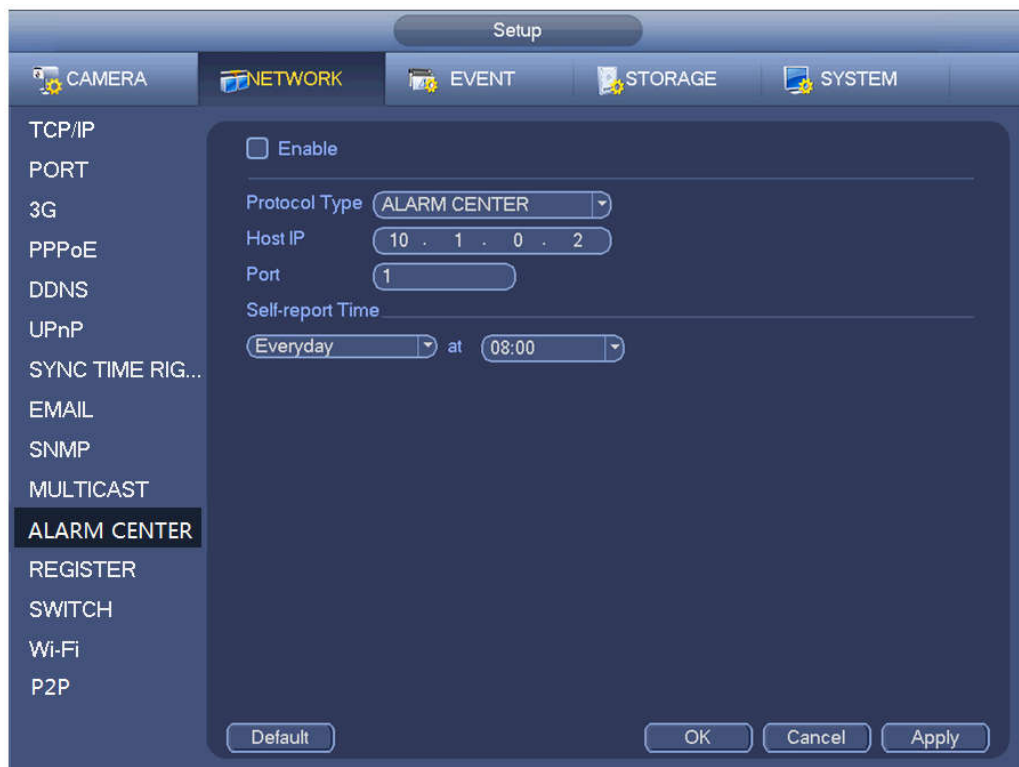 Setup
CAMERA NETWORK EVENT STORAGE SYSTEM
TCP/IP
PORT
3G
PPPoE
DDNS
UPnP
SYNC TIME RIG...
EMAIL
SNMP
MULTICAST
ALARM CENTER
REGISTER
SWITCH
Wi-Fi
P2P
Enable
Protocol Type ALARM CENTER
Host IP 10 . 1 . 0 . 2
Port 1
Self-report Time
Everyday at 08:00
Default OK Cancel Apply